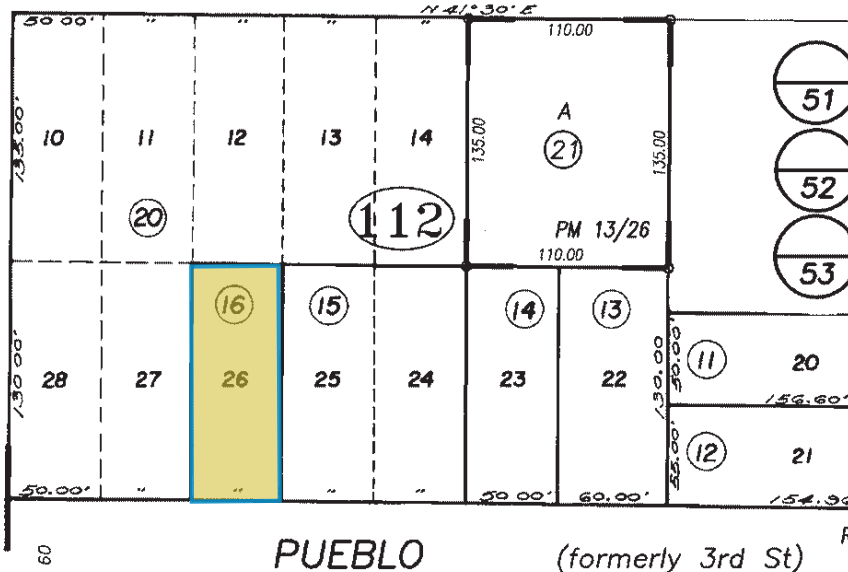 N 41°30' E
50 00' " " " "
110.00
51
10 11 12 13 14
135.00'
135.00
A
21
135.00
52
20
112
PM 13/26
110.00
53
16 15 14 13
130 00'
28 27 26 25 24 23 22
130.00
50.00'
11
20
156.60'
55.00'
12
21
50.00' " " " " 50 00' 60.00'
60
PUEBLO (formerly 3rd St)